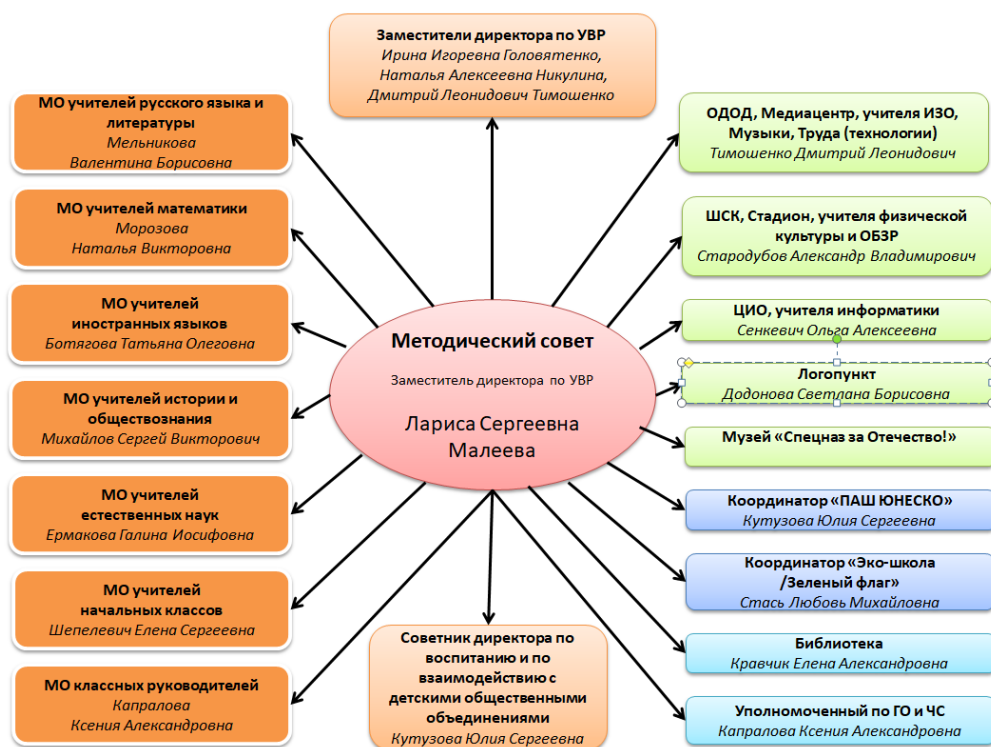 Заместители директора по УВР
Ирина Игоревна Головятенко,
Наталья Алексеевна Никулина,
Дмитрий Леонидович Тимошенко
МО учителей русского языка и
литературы
Мельникова
Валентина Борисовна
МО учителей математики
Морозова
Наталья Викторовна
МО учителей
иностранных языков
Ботягова Татьяна Олеговна
МО учителей истории и
обществознания
Михайлов Сергей Викторович
МО учителей
естественных наук
Ермакова Галина Иосифовна
МО учителей
начальных классов
Шепелевич Елена Сергеевна
МО классных руководителей
Капралова
Ксения Александровна
Методический совет
Заместитель директора по УВР
Лариса Сергеевна
Малеева
Советник директора по
воспитанию и по
взаимодействию с
детскими общественными
объединениями
Кутузова Юлия Сергеевна
ОДОД, Медиацентр, учителя ИЗО,
Музыки, Труда (технологии)
Тимошенко Дмитрий Леонидович
ШСК, Стадион, учителя физической
культуры и ОБЗР
Стародубов Александр Владимирович
ЦИО, учителя информатики
Сенкевич Ольга Алексеевна
Логопункт
Додонова Светлана Борисовна
Музей «Спецназ за Отечество!»
Координатор «ПАШ ЮНЕСКО»
Кутузова Юлия Сергеевна
Координатор «Эко-школа
/Зеленый флаг»
Стась Любовь Михайловна
Библиотека
Кравчик Елена Александровна
Уполномоченный по ГО и ЧС
Капралова Ксения Александровна